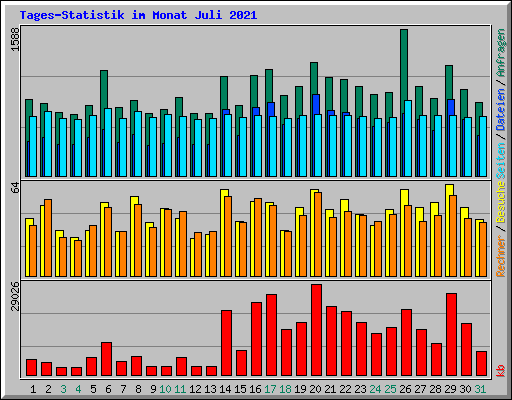 Tages-Statistik im Monat Juli 2021
1588
64
29026
Rechner / Besuche Seiten / Dateien / Anfragen
kb
1 2 3 4 5 6 7 8 9 10 11 12 13 14 15 16 17 18 19 20 21 22 23 24 25 26 27 28 29 30 31